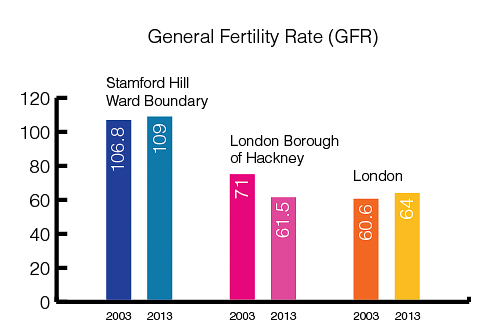 General Fertility Rate (GFR)
Stamford Hill
Ward Boundary
London Borough
of Hackney
London
120
100
80
60
40
20
0
106.8
109
71
61.5
60.6
64
2003 2013 2003 2013 2003 2013